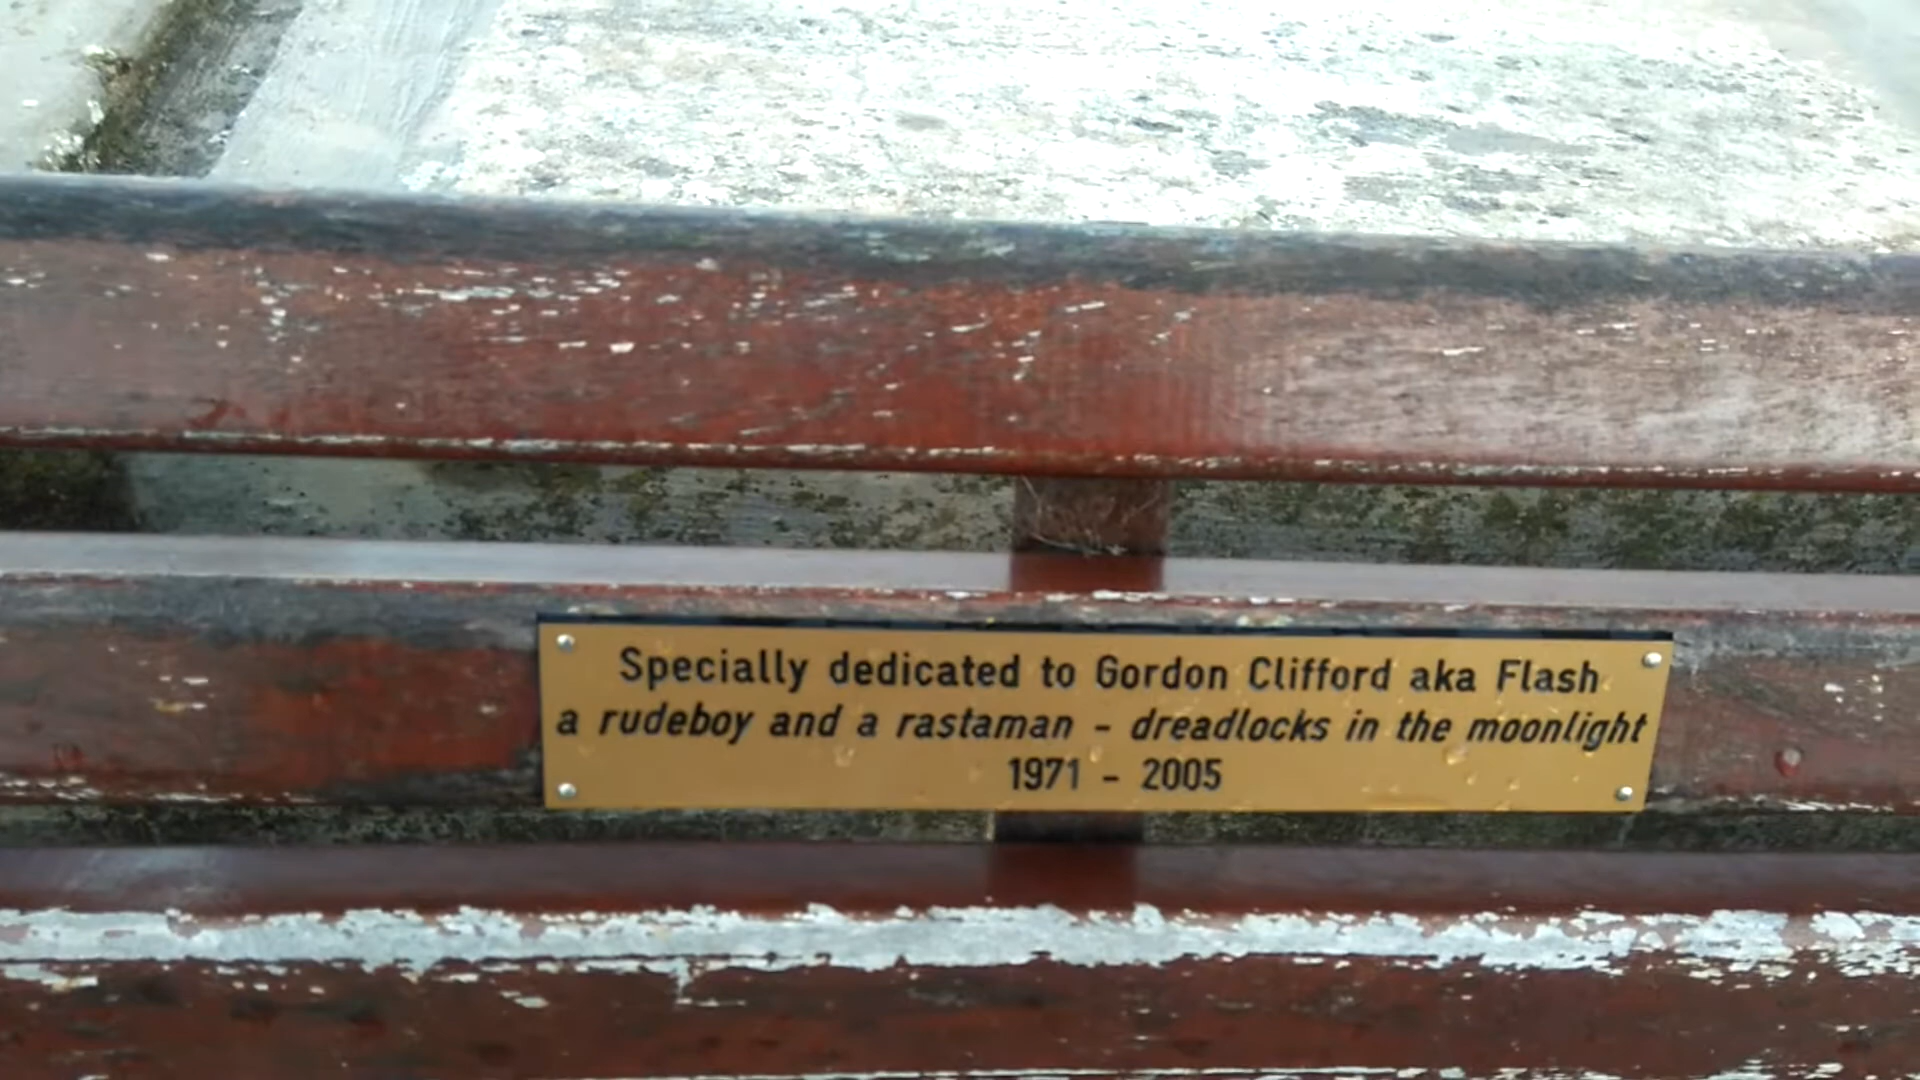 Specially dedicated to Gordon Clifford aka Flash
a rudeboy and a rastaman - dreadlocks in the moonlight
1971 - 2005